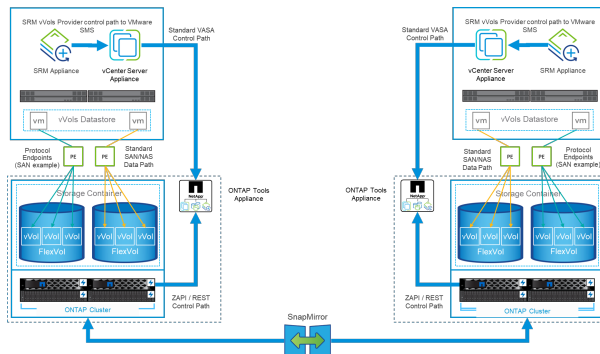 SRM vVols Provider control path to VMware
SMS
SRM Appliance
vCenter Server
Appliance
Standard VASA
Control Path
vVols Datastore
vm
vm
Protocol
Endpoints
(SAN example)
PE
PE
Standard
SAN/NAS
Data Path
Storage Container
vVol
vVol
vVol
FlexVol
vVol
vVol
vVol
FlexVol
NetApp
ONTAP Tools
Appliance
ZAPI / REST
Control Path
ONTAP Cluster
SnapMirror
SRM vVols Provider control path to VMware
SMS
Standard VASA
Control Path
vCenter Server
Appliance
SRM Appliance
vVols Datastore
vm
vm
Standard
SAN/NAS
Data Path
PE
PE
Protocol
Endpoints
(SAN example)
ONTAP Tools
Appliance
NetApp
Storage Container
vVol
vVol
vVol
FlexVol
vVol
vVol
vVol
FlexVol
ZAPI / REST
Control Path
ONTAP Cluster